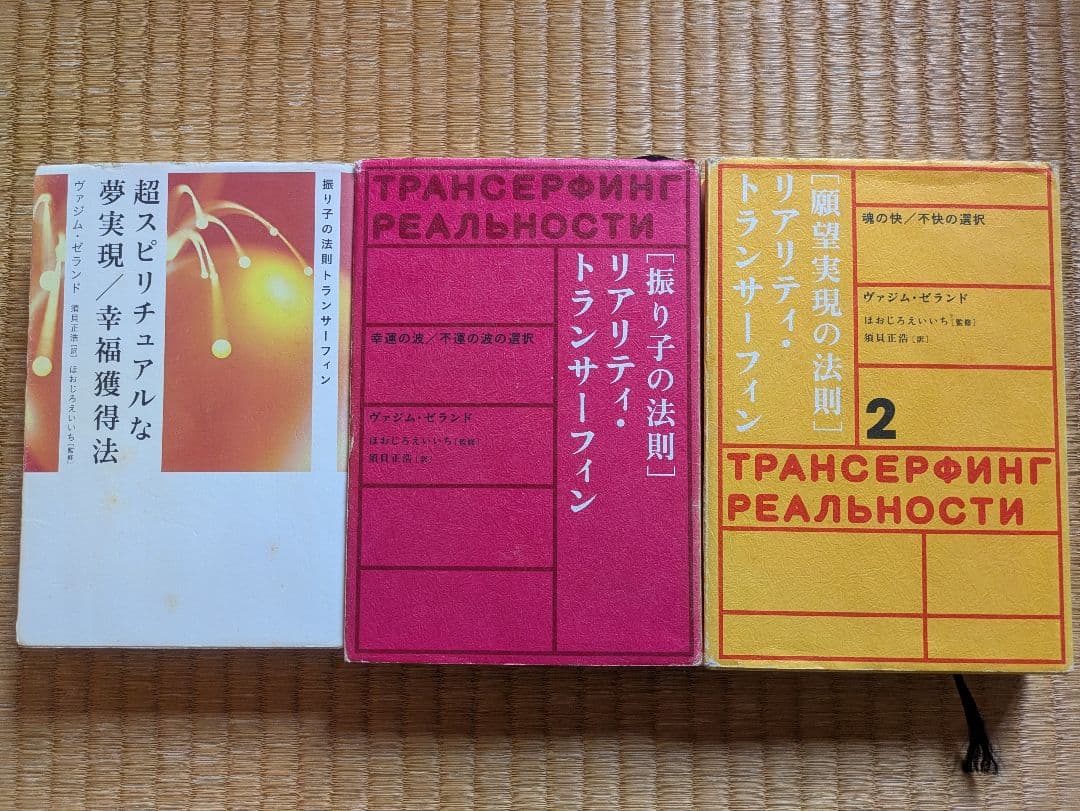 振り子の法則 トランサーフィン
超スピリチュアルな
夢実現／幸福獲得法
ヴァジム・ゼランド 須貝正浩［訳］ ほおじろえいいち［監修］
ТРАНСЕРФИНГ
РЕАЛЬНОСТИ
［振り子の法則］
リアリティ・
トランサーフィン
幸運の波／不運の波の選択
ヴァジム・ゼランド
ほおじろえいいち［監修］
須貝正浩［訳］
［願望実現の法則］
リアリティ・
トランサーフィン
魂の快／不快の選択
ヴァジム・ゼランド
ほおじろえいいち［監修］
須貝正浩［訳］
2
ТРАНСЕРФИНГ
РЕАЛЬНОСТИ